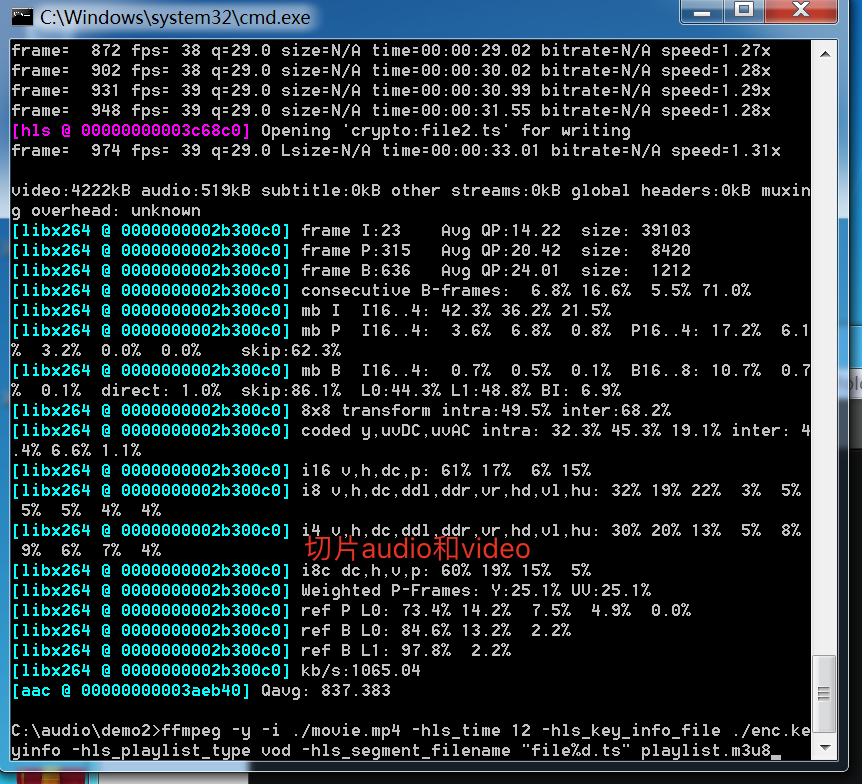 C:\Windows\system32\cmd.exe
frame=  872 fps= 38 q=29.0 size=N/A time=00:00:29.02 bitrate=N/A speed=1.27x
frame=  902 fps= 38 q=29.0 size=N/A time=00:00:30.02 bitrate=N/A speed=1.28x
frame=  931 fps= 39 q=29.0 size=N/A time=00:00:30.99 bitrate=N/A speed=1.29x
frame=  948 fps= 39 q=29.0 size=N/A time=00:00:31.55 bitrate=N/A speed=1.28x
[hls @ 00000000003c68c0] Opening 'crypto:file2.ts' for writing
frame=  974 fps= 39 q=29.0 Lsize=N/A time=00:00:33.01 bitrate=N/A speed=1.31x
video:4222kB audio:519kB subtitle:0kB other streams:0kB global headers:0kB muxin
g overhead: unknown
[libx264 @ 0000000002b300c0] frame I:23    Avg QP:14.22  size: 39103
[libx264 @ 0000000002b300c0] frame P:315   Avg QP:20.42  size:  8420
[libx264 @ 0000000002b300c0] frame B:636   Avg QP:24.01  size:  1212
[libx264 @ 0000000002b300c0] consecutive B-frames:  6.8% 16.6%  5.5% 71.0%
[libx264 @ 0000000002b300c0] mb I  I16..4: 42.3% 36.2% 21.5%
[libx264 @ 0000000002b300c0] mb P  I16..4:  3.6%  6.8%  0.8%  P16..4: 17.2%  6.1
%  3.2%  0.0%  0.0%    skip:62.3%
[libx264 @ 0000000002b300c0] mb B  I16..4:  0.7%  0.5%  0.1%  B16..8: 10.7%  0.7
%  0.1%  direct: 1.0%  skip:86.1%  L0:44.3% L1:48.8% BI: 6.9%
[libx264 @ 0000000002b300c0] 8x8 transform intra:49.5% inter:68.2%
[libx264 @ 0000000002b300c0] coded y,uvDC,uvAC intra: 32.3% 45.3% 19.1% inter: 4
.4% 6.6% 1.1%
[libx264 @ 0000000002b300c0] i16 v,h,dc,p: 61% 17%  6% 15%
[libx264 @ 0000000002b300c0] i8 v,h,dc,ddl,ddr,vr,hd,vl,hu: 32% 19% 22%  3%  5%
 5%  5%  4%  4%
[libx264 @ 0000000002b300c0] i4 v,h,dc,ddl,ddr,vr,hd,vl,hu: 30% 20% 13%  5%  8%
 9%  6%  7%  4%
切片audio和video
[libx264 @ 0000000002b300c0] i8c dc,h,v,p: 60% 19% 15%  5%
[libx264 @ 0000000002b300c0] Weighted P-Frames: Y:25.1% UV:25.1%
[libx264 @ 0000000002b300c0] ref P L0: 73.4% 14.2%  7.5%  4.9%  0.0%
[libx264 @ 0000000002b300c0] ref B L0: 84.6% 13.2%  2.2%
[libx264 @ 0000000002b300c0] ref B L1: 97.8%  2.2%
[libx264 @ 0000000002b300c0] kb/s:1065.04
[aac @ 00000000003aeb40] Qavg: 837.383
C:\audio\demo2>ffmpeg -y -i ./movie.mp4 -hls_time 12 -hls_key_info_file ./enc.ke
yinfo -hls_playlist_type vod -hls_segment_filename "file%d.ts" playlist.m3u8_